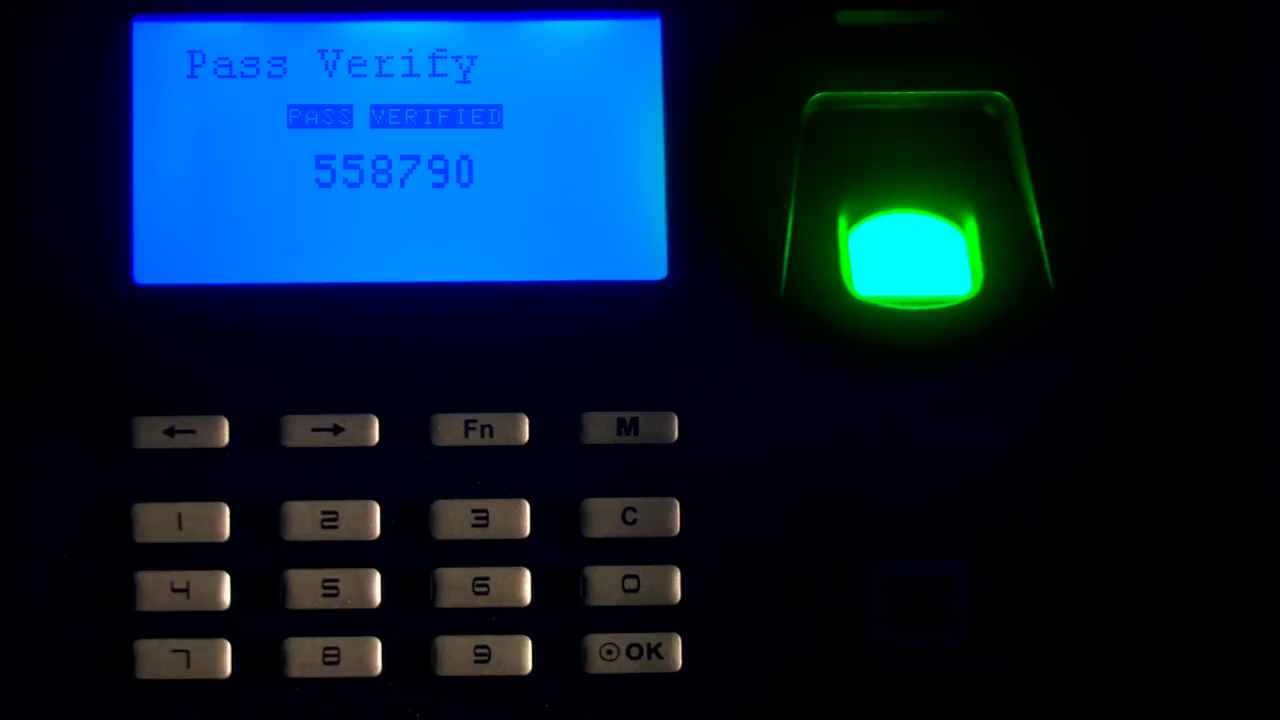 Pass Verify
PASS VERIFIED
558790
← → Fn M
1 2 3 C
4 5 6 0
7 8 9 ⊙OK